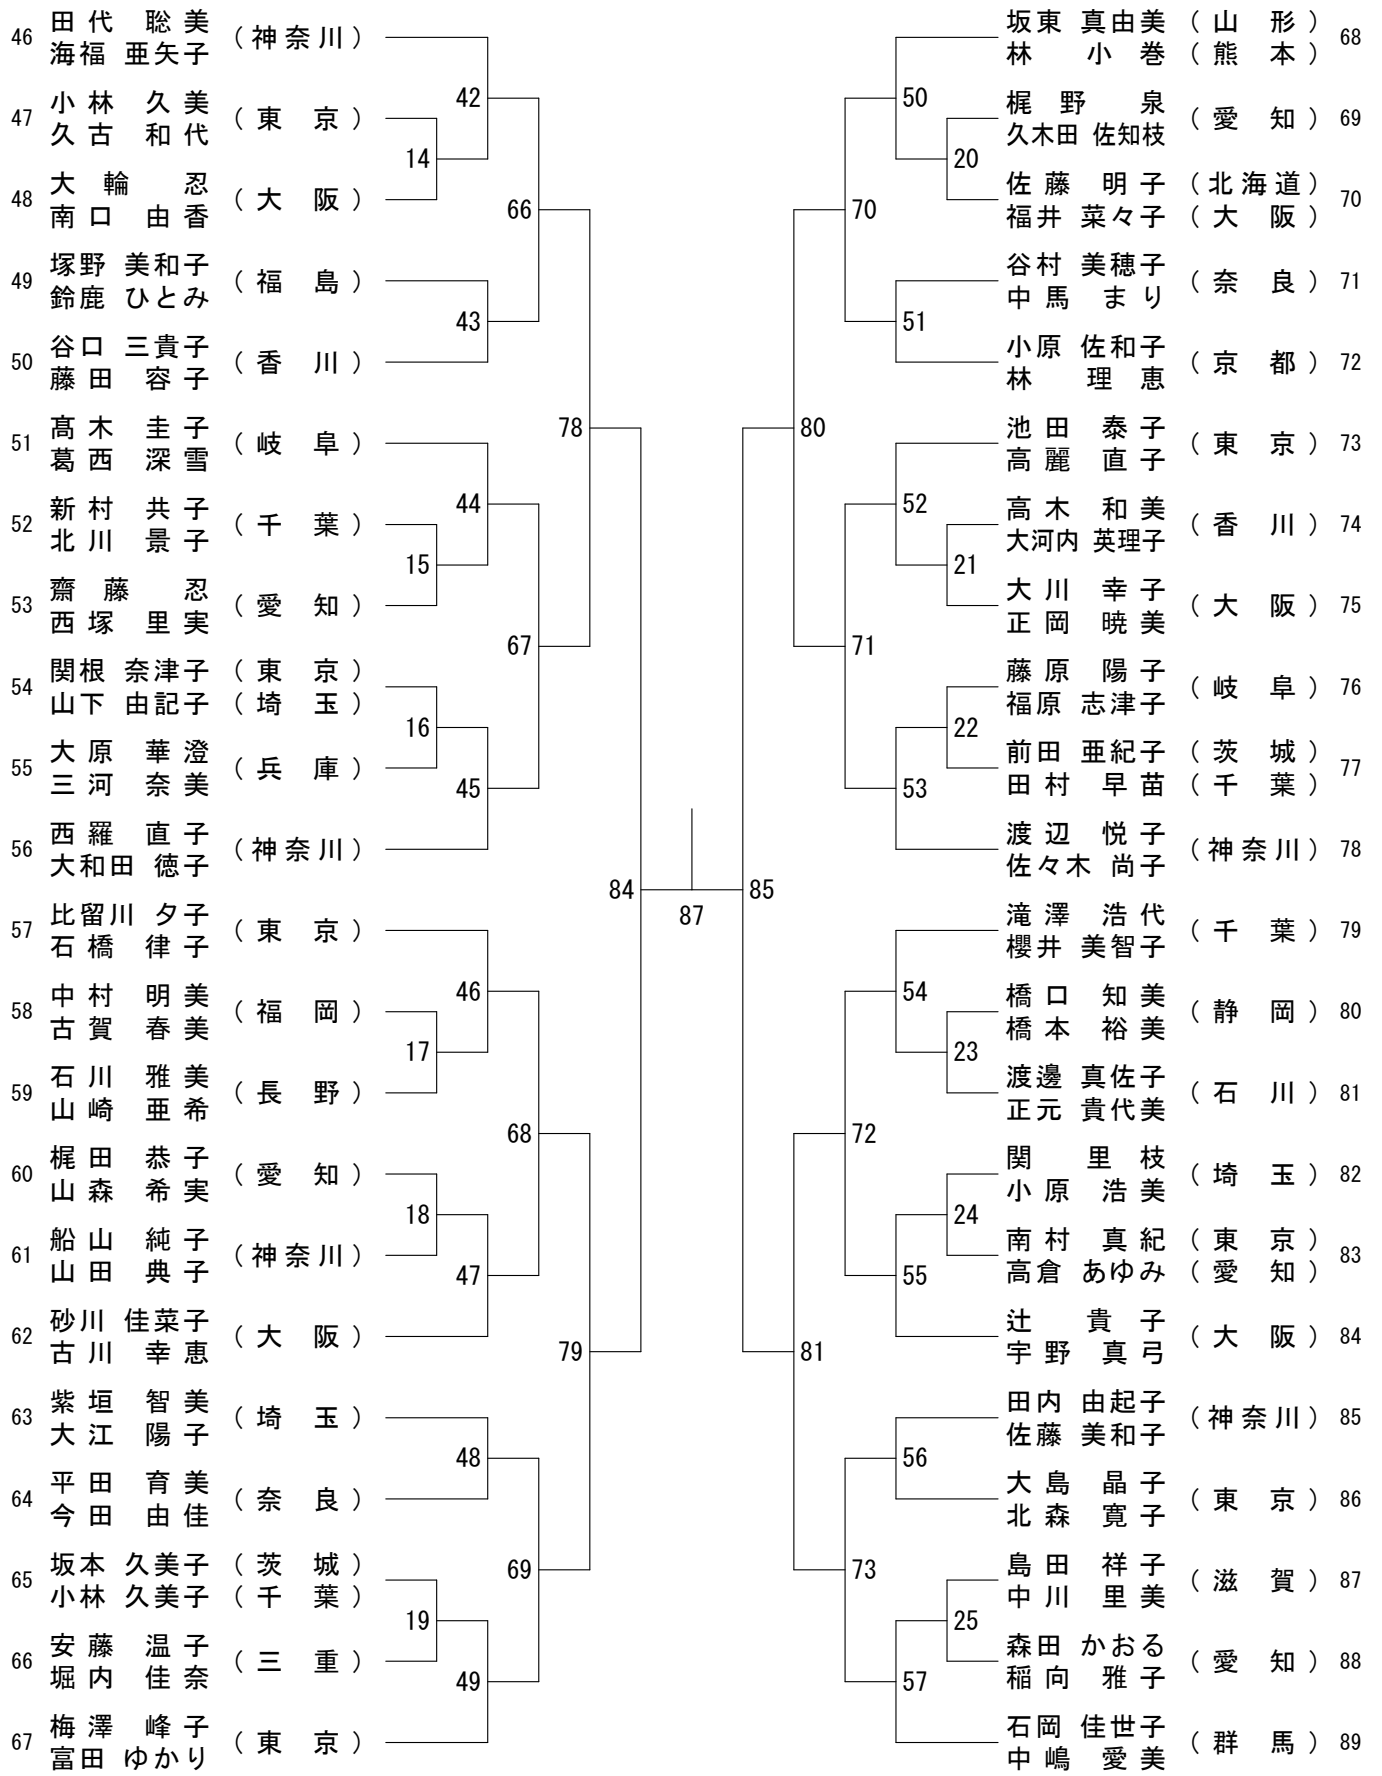 46 田代 聡美 (神奈川)
海福 亜矢子
47 小林 久美 (東京)
久古 和代
48 大輪 忍 (大阪)
南口 由香
49 塚野 美和子 (福島)
鈴鹿 ひとみ
50 谷口 三貴子 (香川)
藤田 容子
51 髙木 圭子 (岐阜)
葛西 深雪
52 新村 共子 (千葉)
北川 景子
53 齋藤 忍 (愛知)
西塚 里実
54 関根 奈津子 (東京)
山下 由記子 (埼玉)
55 大原 華澄 (兵庫)
三河 奈美
56 西羅 直子 (神奈川)
大和田 徳子
57 比留川 夕子 (東京)
石橋 律子
58 中村 明美 (福岡)
古賀 春美
59 石川 雅美 (長野)
山崎 亜希
60 梶田 恭子 (愛知)
山森 希実
61 船山 純子 (神奈川)
山田 典子
62 砂川 佳菜子 (大阪)
古川 幸恵
63 紫垣 智美 (埼玉)
大江 陽子
64 平田 育美 (奈良)
今田 由佳
65 坂本 久美子 (茨城)
小林 久美子 (千葉)
66 安藤 温子 (三重)
堀内 佳奈
67 梅澤 峰子 (東京)
富田 ゆかり
42
14
66
43
78
44
15
67
16
45
84
46
17
68
18
47
79
48
69
19
49
87
85
50
20
70
51
80
52
21
71
22
53
54
23
72
24
55
81
56
73
25
57
坂東 真由美 (山形) 68
林 小巻 (熊本)
梶野 泉 (愛知) 69
久木田 佐知枝
佐藤 明子 (北海道) 70
福井 菜々子 (大阪)
谷村 美穂子 (奈良) 71
中馬 まり
小原 佐和子 (京都) 72
林 理恵
池田 泰子 (東京) 73
高麗 直子
高木 和美 (香川) 74
大河内 英理子
大川 幸子 (大阪) 75
正岡 暁美
藤原 陽子 (岐阜) 76
福原 志津子
前田 亜紀子 (茨城) 77
田村 早苗 (千葉)
渡辺 悦子 (神奈川) 78
佐々木 尚子
滝澤 浩代 (千葉) 79
櫻井 美智子
橋口 知美 (静岡) 80
橋本 裕美
渡邊 真佐子 (石川) 81
正元 貴代美
関 里枝 (埼玉) 82
小原 浩美
南村 真紀 (東京) 83
高倉 あゆみ (愛知)
辻 貴子 (大阪) 84
宇野 真弓
田内 由起子 (神奈川) 85
佐藤 美和子
大島 晶子 (東京) 86
北森 寛子
島田 祥子 (滋賀) 87
中川 里美
森田 かおる (愛知) 88
稲向 雅子
石岡 佳世子 (群馬) 89
中嶋 愛美